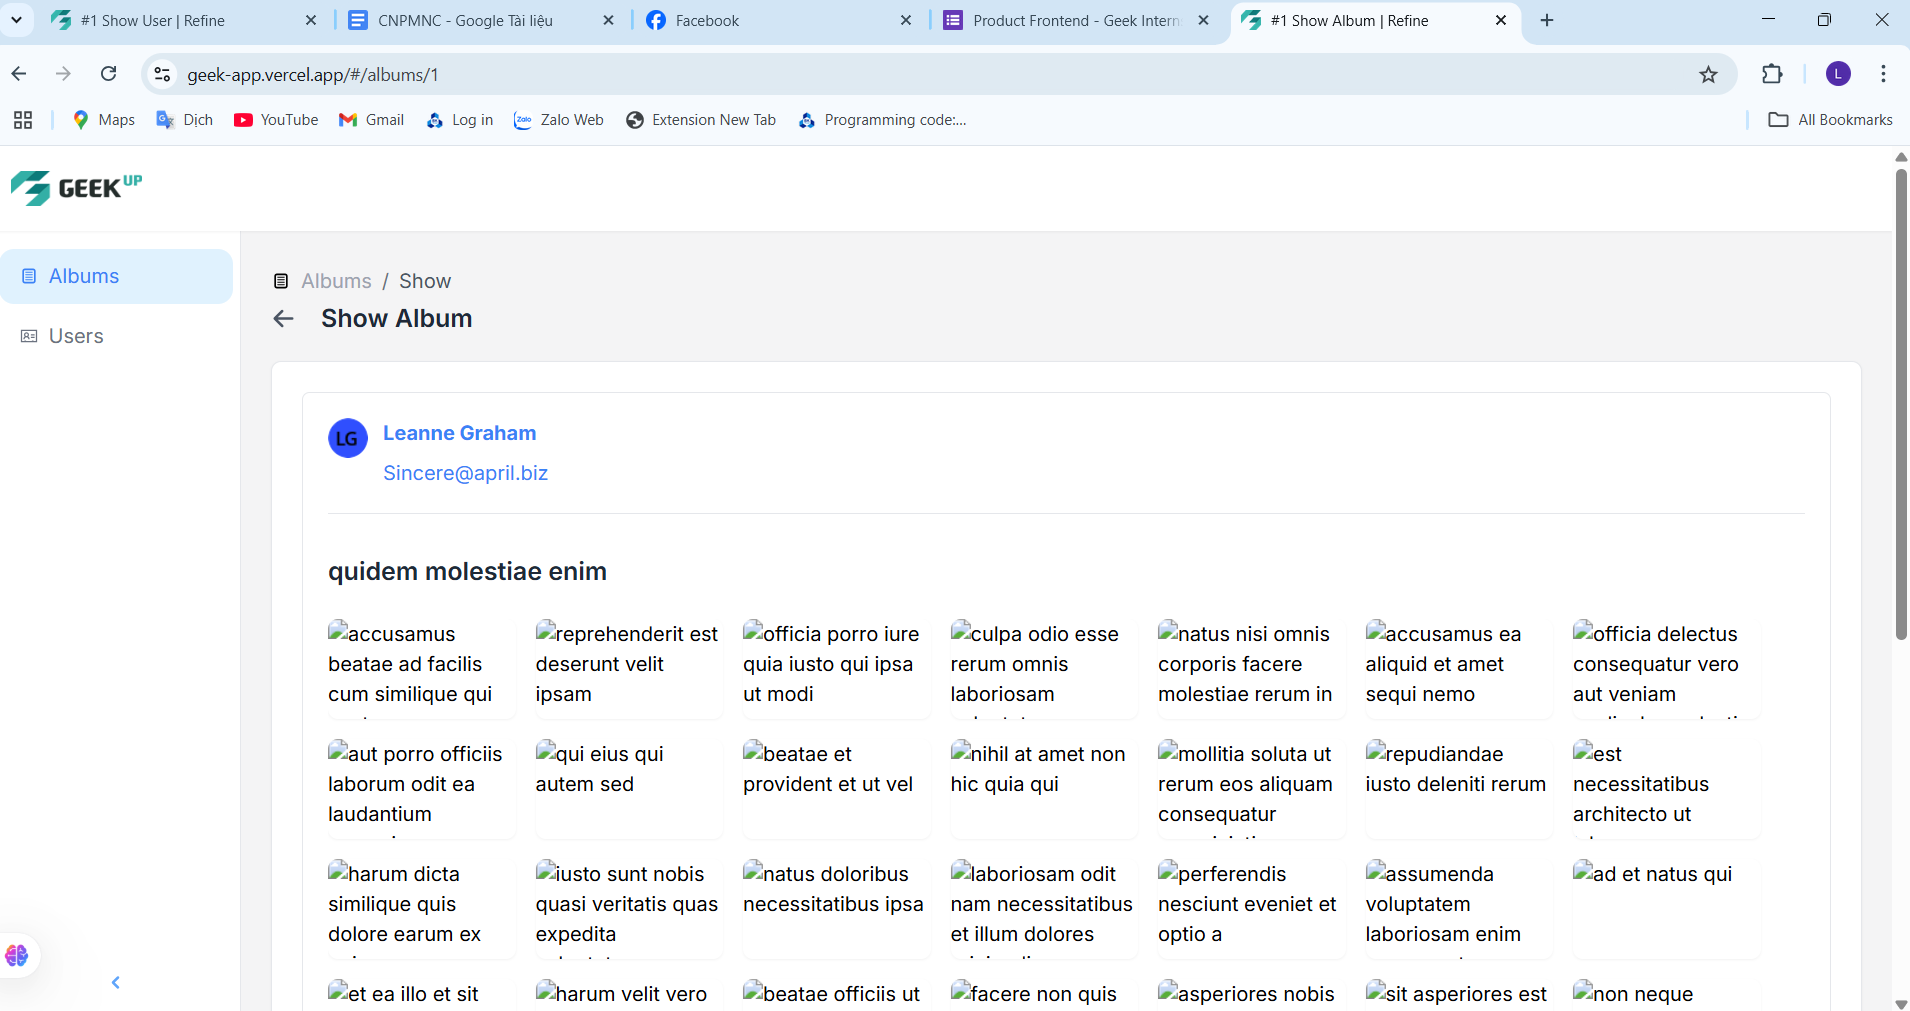 #1 Show User | Refine
CNPMNC - Google Tài liệu
Facebook
Product Frontend - Geek Intern
#1 Show Album | Refine
geek-app.vercel.app/#/albums/1
L
Maps
Dịch
YouTube
Gmail
Log in
Zalo Web
Extension New Tab
Programming code:...
All Bookmarks
GEEK UP
Albums
Users
Albums / Show
Show Album
LG
Leanne Graham
Sincere@april.biz
quidem molestiae enim
accusamus
beatae ad facilis
cum similique qui
reprehenderit est
deserunt velit
ipsam
officia porro iure
quia iusto qui ipsa
ut modi
culpa odio esse
rerum omnis
laboriosam
natus nisi omnis
corporis facere
molestiae rerum in
accusamus ea
aliquid et amet
sequi nemo
officia delectus
consequatur vero
aut veniam
aut porro officiis
laborum odit ea
laudantium
qui eius qui
autem sed
beatae et
provident et ut vel
nihil at amet non
hic quia qui
mollitia soluta ut
rerum eos aliquam
consequatur
repudiandae
iusto deleniti rerum
est
necessitatibus
architecto ut
harum dicta
similique quis
dolore earum ex
iusto sunt nobis
quasi veritatis quas
expedita
natus doloribus
necessitatibus ipsa
laboriosam odit
nam necessitatibus
et illum dolores
perferendis
nesciunt eveniet et
optio a
assumenda
voluptatem
laboriosam enim
ad et natus qui
et ea illo et sit
harum velit vero
beatae officiis ut
facere non quis
asperiores nobis
sit asperiores est
non neque